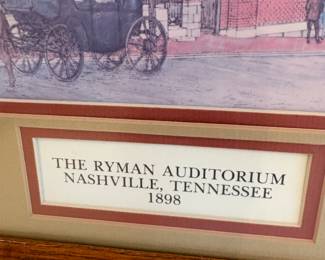 THE RYMAN AUDITORIUM
NASHVILLE, TENNESSEE
1898